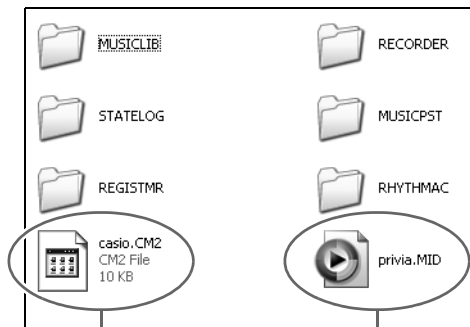 MUSICLIB
RECORDER
STATELOG
MUSICPST
REGISTMR
RHYTHMAC
casio.CM2
CM2 File
10 KB
privia.MID